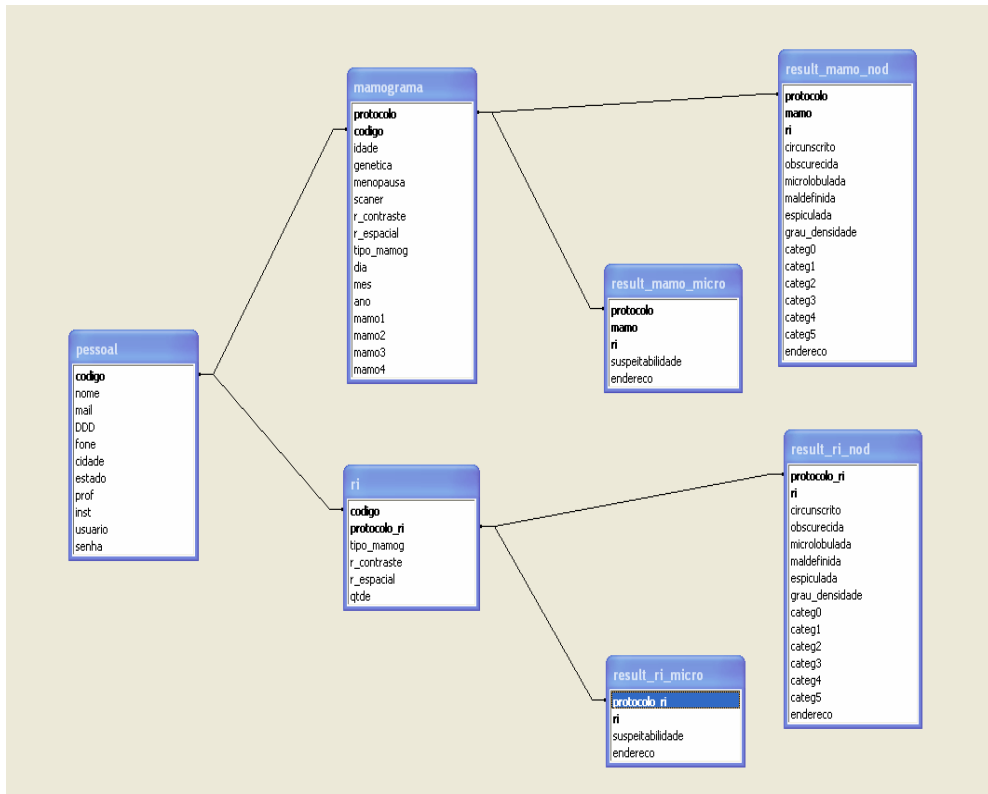 pessoal
codigo
nome
mail
DDD
fone
cidade
estado
prof
inst
usuario
senha
mamograma
protocolo
codigo
idade
genetica
menopausa
scaner
r_contraste
r_espacial
tipo_mamog
dia
mes
ano
mamo1
mamo2
mamo3
mamo4
result_mamo_nod
protocolo
mamo
ri
circunscrito
obscurecida
microlobulada
maldefinida
espiculada
grau_densidade
categ0
categ1
categ2
categ3
categ4
categ5
endereco
result_mamo_micro
protocolo
mamo
ri
suspeitabilidade
endereco
ri
codigo
protocolo_ri
tipo_mamog
r_contraste
r_espacial
qtde
result_ri_nod
protocolo_ri
ri
circunscrito
obscurecida
microlobulada
maldefinida
espiculada
grau_densidade
categ0
categ1
categ2
categ3
categ4
categ5
endereco
result_ri_micro
protocolo_ri
ri
suspeitabilidade
endereco